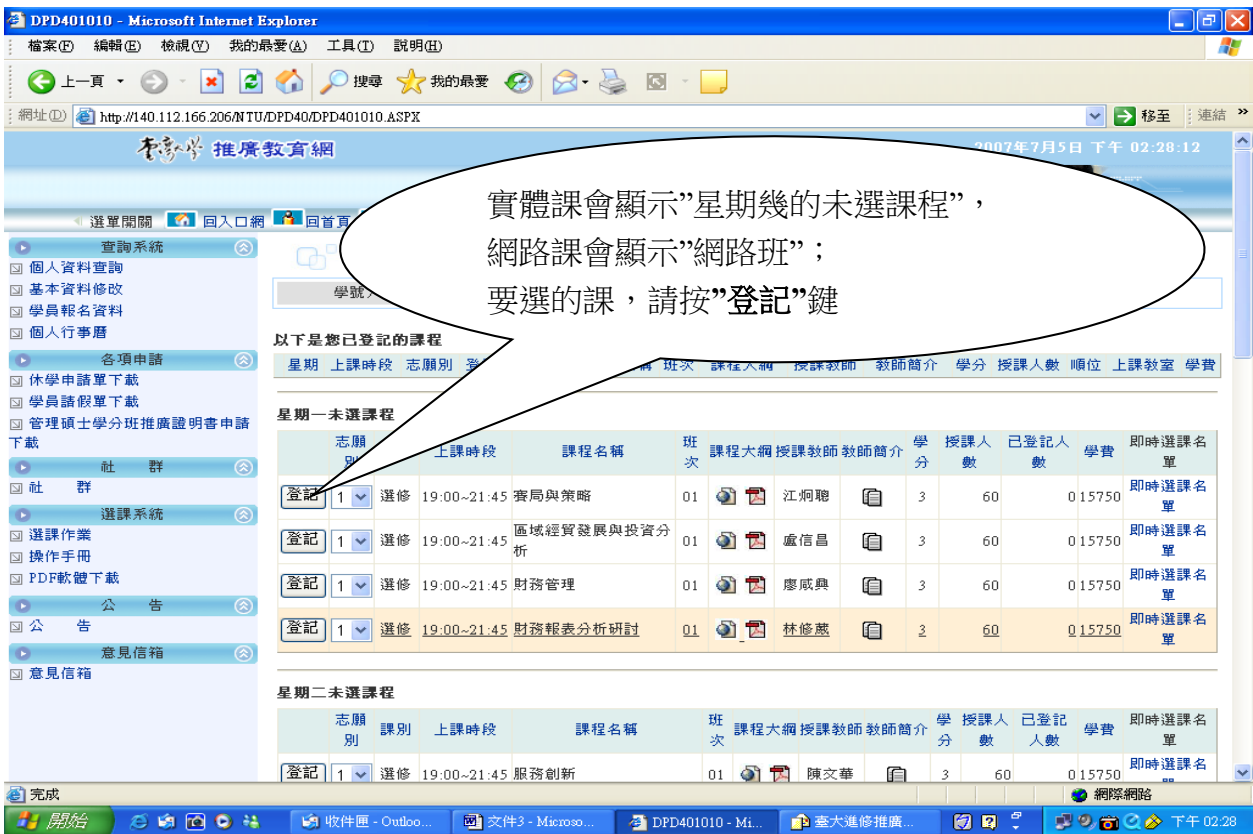 DPD401010 - Microsoft Internet Explorer
檔案(F) 編輯(E) 檢視(V) 我的最愛(A) 工具(T) 說明(H)
上一頁 搜尋 我的最愛
網址(D) http://140.112.166.206/NTU/DPD40/DPD401010.ASPX 移至 連結 »
推廣教育網 2007年7月5日 下午 02:28:12
選單開關 回入口網 回首頁
實體課會顯示”星期幾的未選課程”，
網路課會顯示”網路班”；
要選的課，請按”登記”鍵
查詢系統
個人資料查詢
基本資料修改
學員報名資料
個人行事曆
各項申請
休學申請單下載
學員請假單下載
管理碩士學分班推廣證明書申請
下載
社 群
社 群
選課系統
選課作業
操作手冊
PDF軟體下載
公 告
公 告
意見信箱
意見信箱
學號
以下是您已登記的課程
星期 上課時段 志願別 班次 課程大綱 授課教師 教師簡介 學分 授課人數 順位 上課教室 學費
星期一未選課程
志願 上課時段 課程名稱 班次 課程大綱 授課教師 教師簡介 學分 授課人數 已登記人數 學費 即時選課名單
登記 1 選修 19:00~21:45 賽局與策略 01 江炯聰 3 60 0 15750 即時選課名單
登記 1 選修 19:00~21:45 區域經貿發展與投資分析 01 盧信昌 3 60 0 15750 即時選課名單
登記 1 選修 19:00~21:45 財務管理 01 廖咸興 3 60 0 15750 即時選課名單
登記 1 選修 19:00~21:45 財務報表分析研討 01 林修葳 3 60 0 15750 即時選課名單
星期二未選課程
志願別 課別 上課時段 課程名稱 班次 課程大綱 授課教師 教師簡介 學分 授課人數 已登記人數 學費 即時選課名單
登記 1 選修 19:00~21:45 服務創新 01 陳文華 3 60 0 15750 即時選課名
完成 網際網路
開始 收件匣 - Outloo... 文件3 - Microso... DPD401010 - Mi... 臺大進修推廣... 下午 02:28